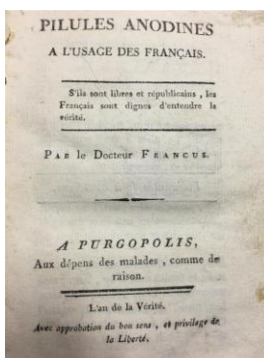 PILULES ANODINES
A L'USAGE DES FRANÇAIS.
S'ils sont libres et républicains, les
Français sont dignes d'entendre la
vérité.
PAR le Docteur FRANCUS.
A PURGOPOLIS,
Aux dépens des malades, comme de
raison.
L'an de la Vérité.
Avec approbation du bon sens, et privilege de
la Liberté.